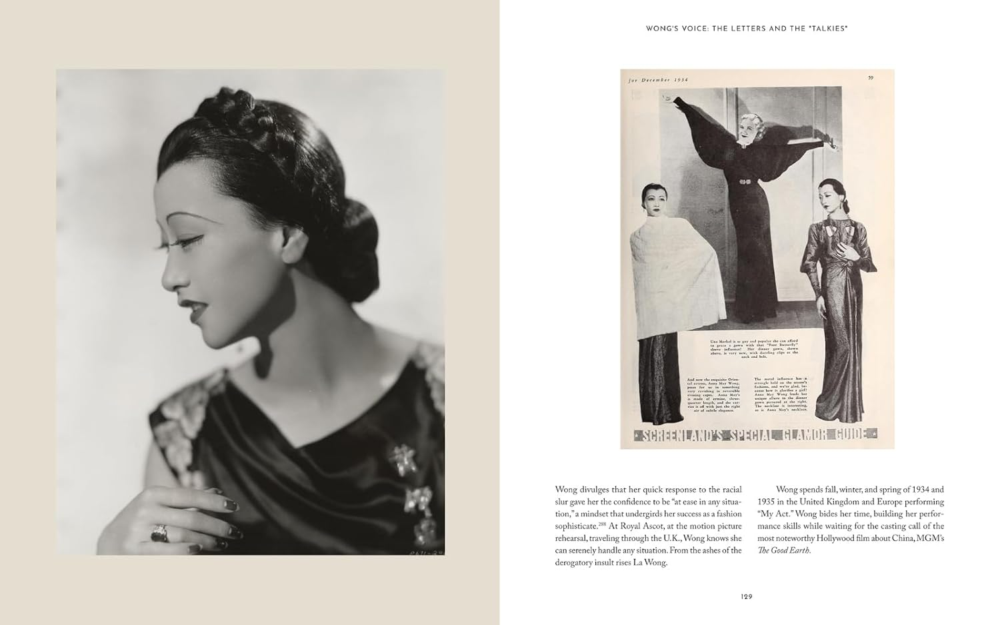 WONG'S VOICE: THE LETTERS AND THE "TALKIES"
for December 1934
59
Una Merkel is so gay and popular she can afford
to grace a gown with that "Poor Butterfly"
sleeve influence! Her dinner gown, shown
above, is very new, with dazzling clips at the
neck and belt.
And now the exquisite Orien-
tal actress, Anna May Wong,
poses for us in something
very ravishing in reversible
evening capes. Anna May's
is made of ermine, three-
quarter length, and she car-
ries it off with just the right
air of subtle elegance.
The metal influence has a
strangle hold on the season's
fashions, and we're glad, be-
cause how it glorifies a girl!
Anna May Wong lends her
unique allure to the dinner
gown pictured at the right.
The neckline is interesting,
as is Anna May's necklace.
SCREENLAND'S SPECIAL GLAMOR GUIDE
P671-29
Wong divulges that her quick response to the racial
slur gave her the confidence to be “at ease in any situa-
tion,” a mindset that undergirds her success as a fashion
sophisticate.288 At Royal Ascot, at the motion picture
rehearsal, traveling through the U.K., Wong knows she
can serenely handle any situation. From the ashes of the
derogatory insult rises La Wong.
Wong spends fall, winter, and spring of 1934 and
1935 in the United Kingdom and Europe performing
“My Act.” Wong bides her time, building her perfor-
mance skills while waiting for the casting call of the
most noteworthy Hollywood film about China, MGM’s
The Good Earth.
129